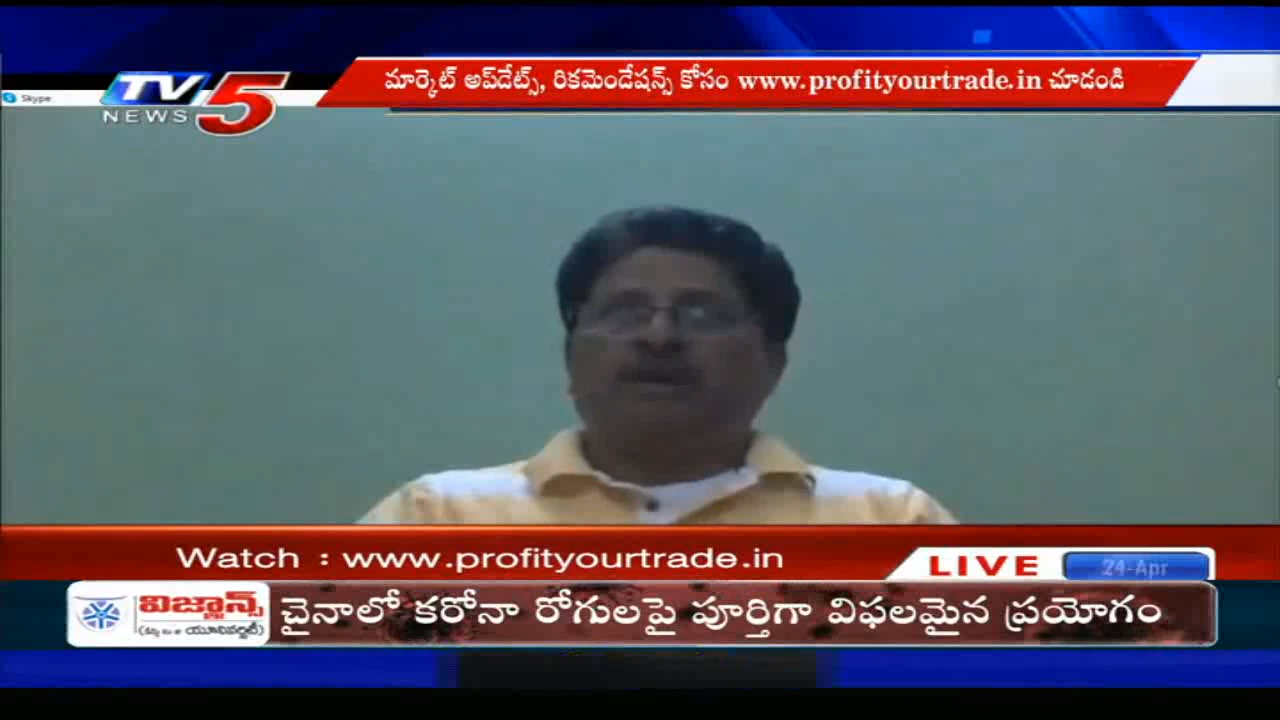 మార్కెట్ అప్‌డేట్స్, రికమెండేషన్స్ కోసం www.profityourtrade.in చూడండి
Skype
TV5
NEWS
Watch : www.profityourtrade.in
LIVE 24-Apr
విజ్ఞాన్స్
యూనివర్శిటీ)
చైనాలో కరోనా రోగులపై పూర్తిగా విఫలమైన ప్రయోగం